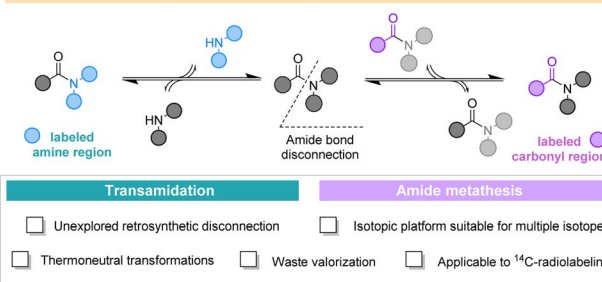 O
HN
O
N
O
N
HN
O
N
O
N
O
N
labeled
amine region
Amide bond
disconnection
labeled
carbonyl region
Transamidation
Amide metathesis
Unexplored retrosynthetic disconnection
Isotopic platform suitable for multiple isotope
Thermoneutral transformations
Waste valorization
Applicable to ¹⁴C-radiolabelin